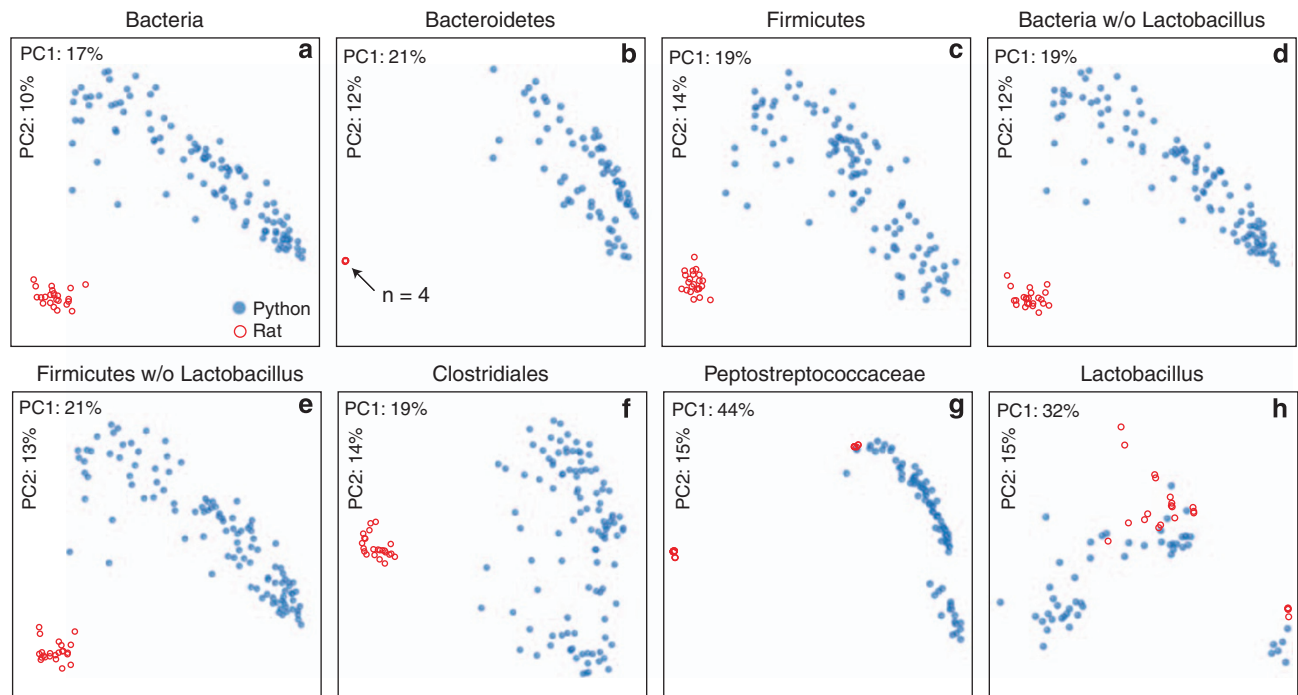 Bacteria
Bacteroidetes
Firmicutes
Bacteria w/o Lactobacillus
PC1: 17%
a
PC2: 10%
Python
Rat
PC1: 21%
b
PC2: 12%
n = 4
PC1: 19%
c
PC2: 14%
PC1: 19%
d
PC2: 12%
Firmicutes w/o Lactobacillus
Clostridiales
Peptostreptococcaceae
Lactobacillus
PC1: 21%
e
PC2: 13%
PC1: 19%
f
PC2: 14%
PC1: 44%
g
PC2: 15%
PC1: 32%
h
PC2: 15%